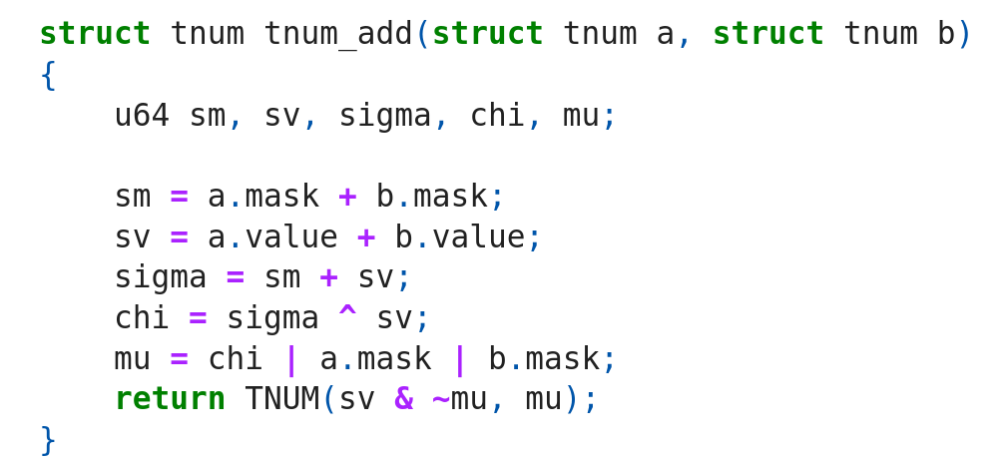 struct tnum tnum_add(struct tnum a, struct tnum b)
{
    u64 sm, sv, sigma, chi, mu;

    sm = a.mask + b.mask;
    sv = a.value + b.value;
    sigma = sm + sv;
    chi = sigma ^ sv;
    mu = chi | a.mask | b.mask;
    return TNUM(sv & ~mu, mu);
}